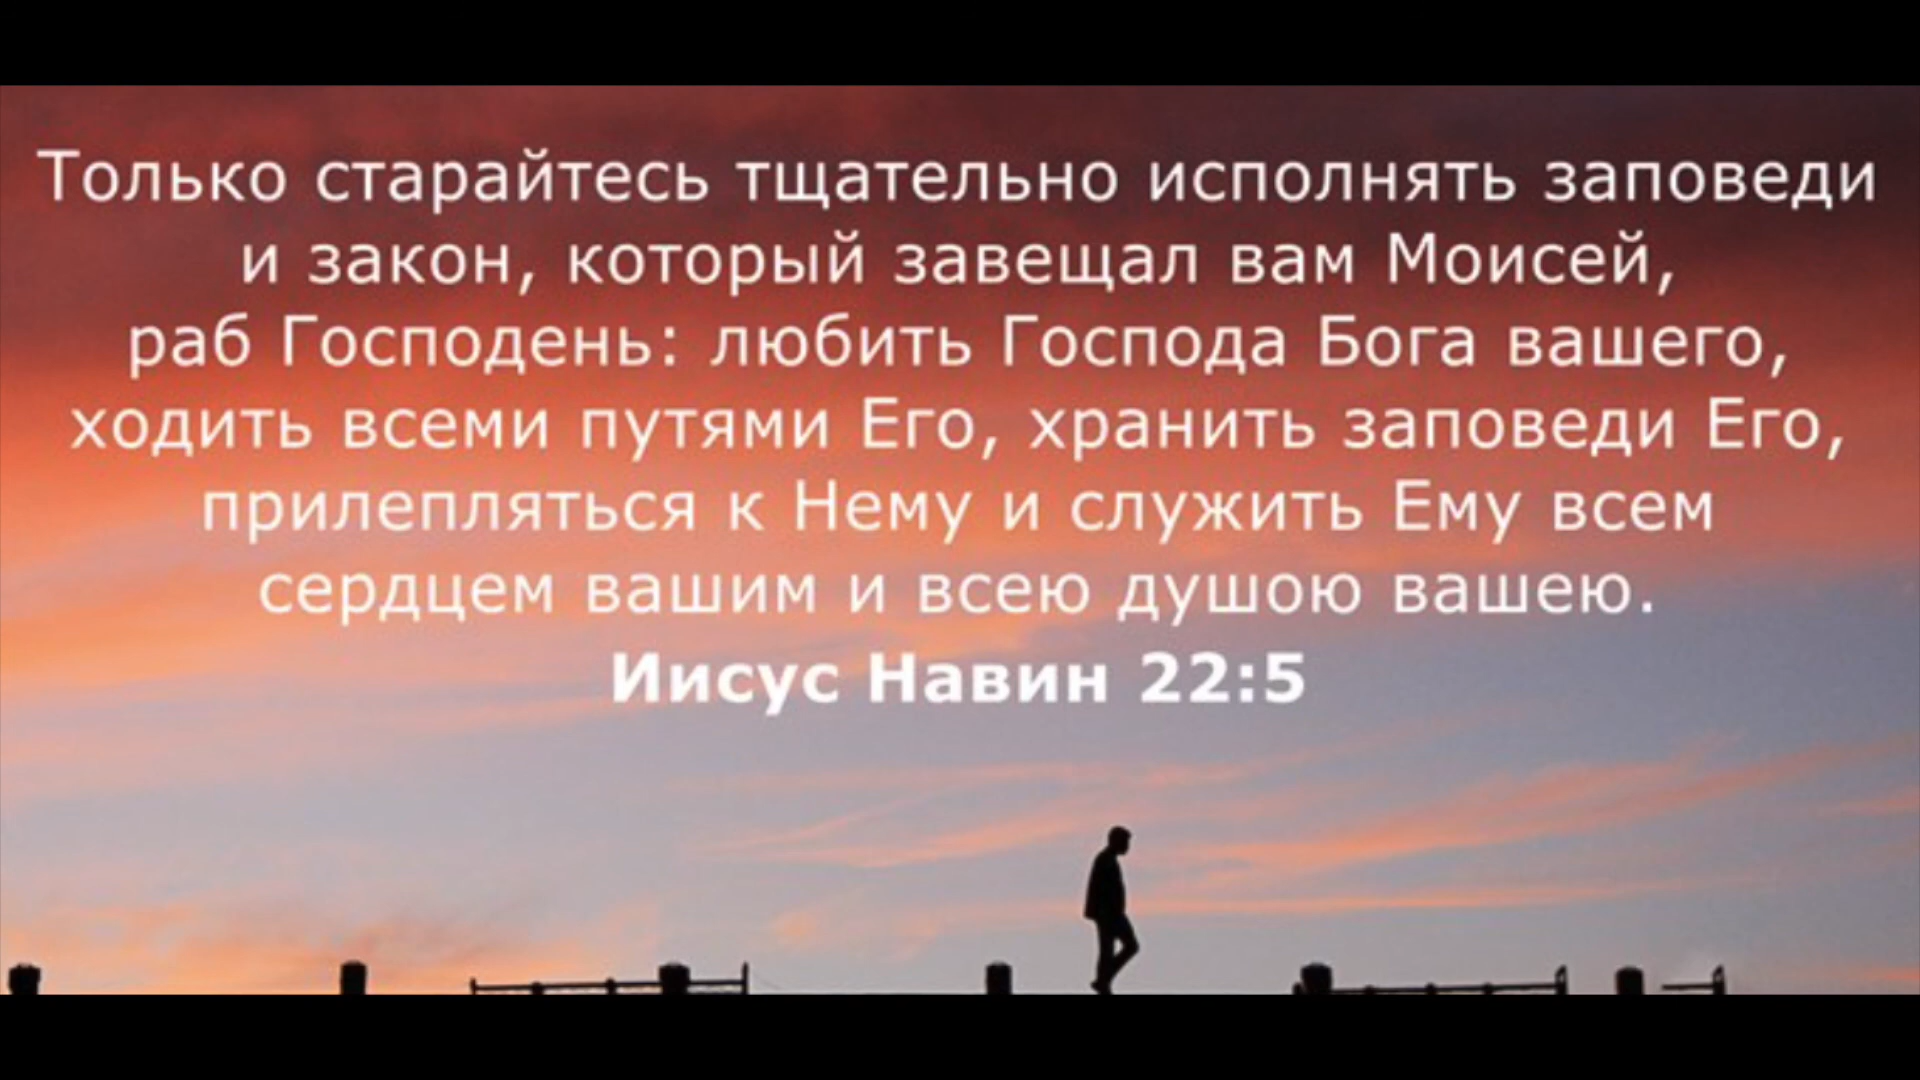 Только старайтесь тщательно исполнять заповеди
и закон, который завещал вам Моисей,
раб Господень: любить Господа Бога вашего,
ходить всеми путями Его, хранить заповеди Его,
прилепляться к Нему и служить Ему всем
сердцем вашим и всею душою вашею.
Иисус Навин 22:5